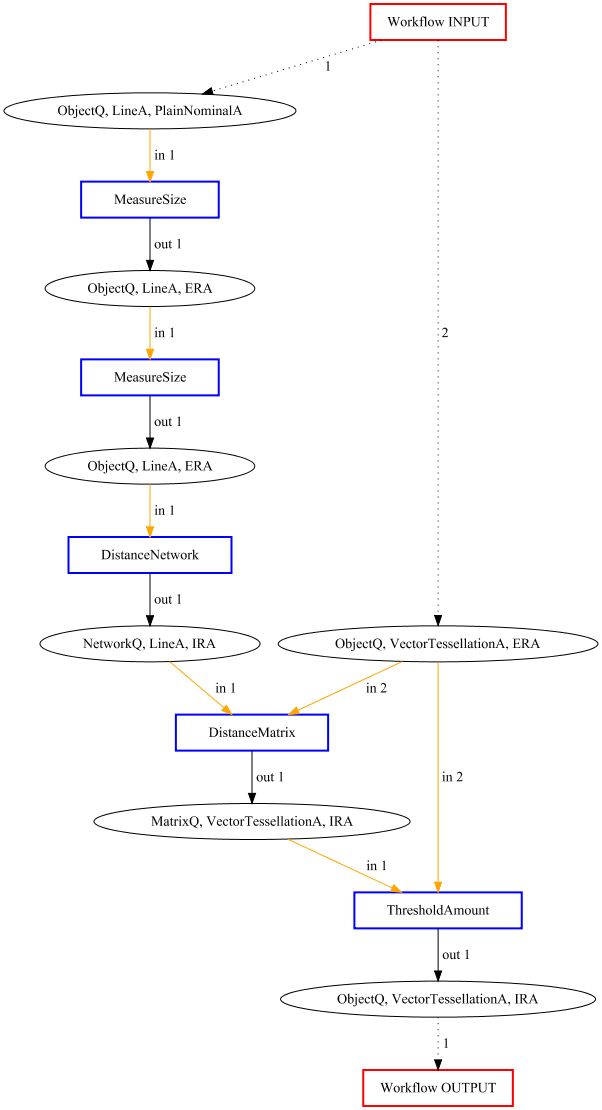 Workflow INPUT
1
ObjectQ, LineA, PlainNominalA
in 1
MeasureSize
out 1
ObjectQ, LineA, ERA
in 1
2
MeasureSize
out 1
ObjectQ, LineA, ERA
in 1
DistanceNetwork
out 1
NetworkQ, LineA, IRA
ObjectQ, VectorTessellationA, ERA
in 1
in 2
DistanceMatrix
out 1
in 2
MatrixQ, VectorTessellationA, IRA
in 1
ThresholdAmount
out 1
ObjectQ, VectorTessellationA, IRA
1
Workflow OUTPUT